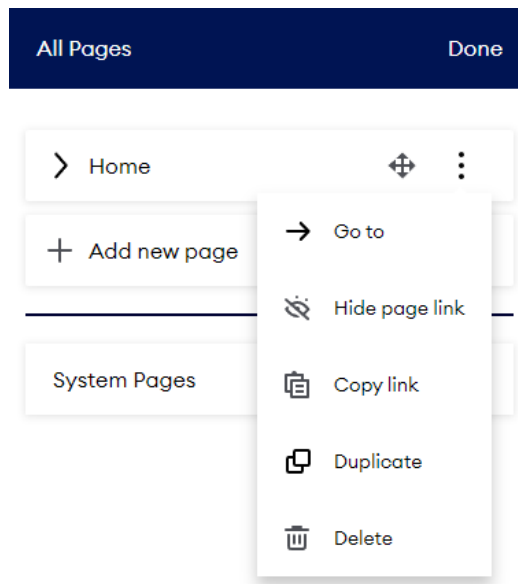 All Pages Done
Home
Add new page
Go to
Hide page link
System Pages
Copy link
Duplicate
Delete